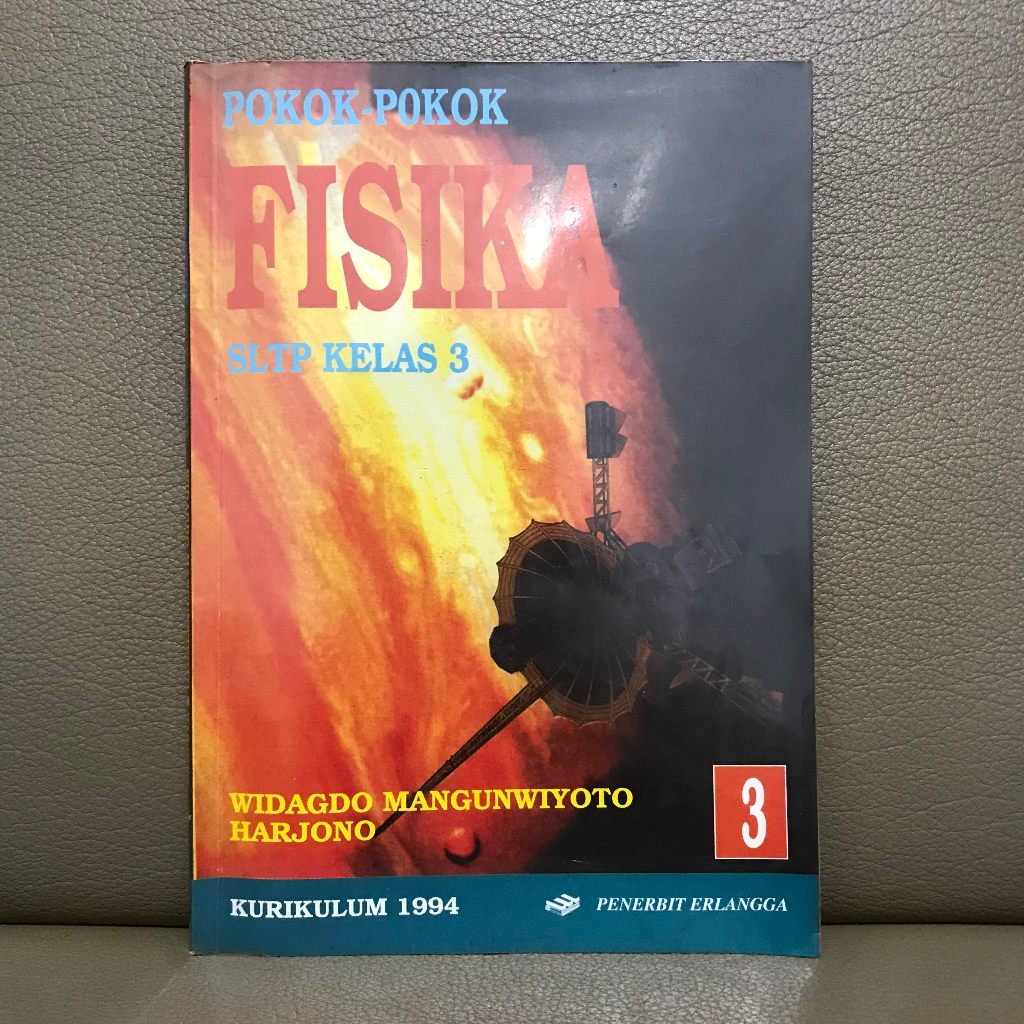 POKOK-POKOK
FISIKA
SLTP KELAS 3
WIDAGDO MANGUNWIYOTO
HARJONO
3
KURIKULUM 1994
PENERBIT ERLANGGA